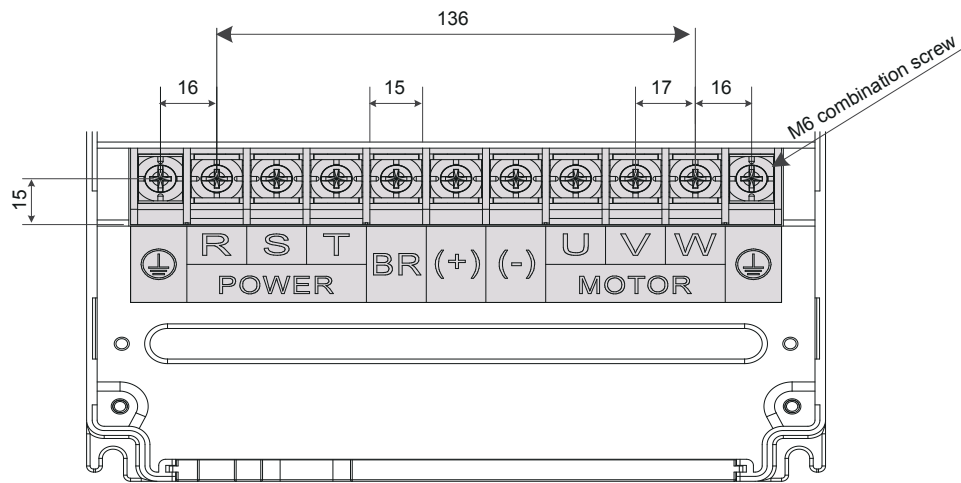 136
16
15
17
16
M6 combination screw
15
R S T BR (+) (-) U V W
POWER MOTOR